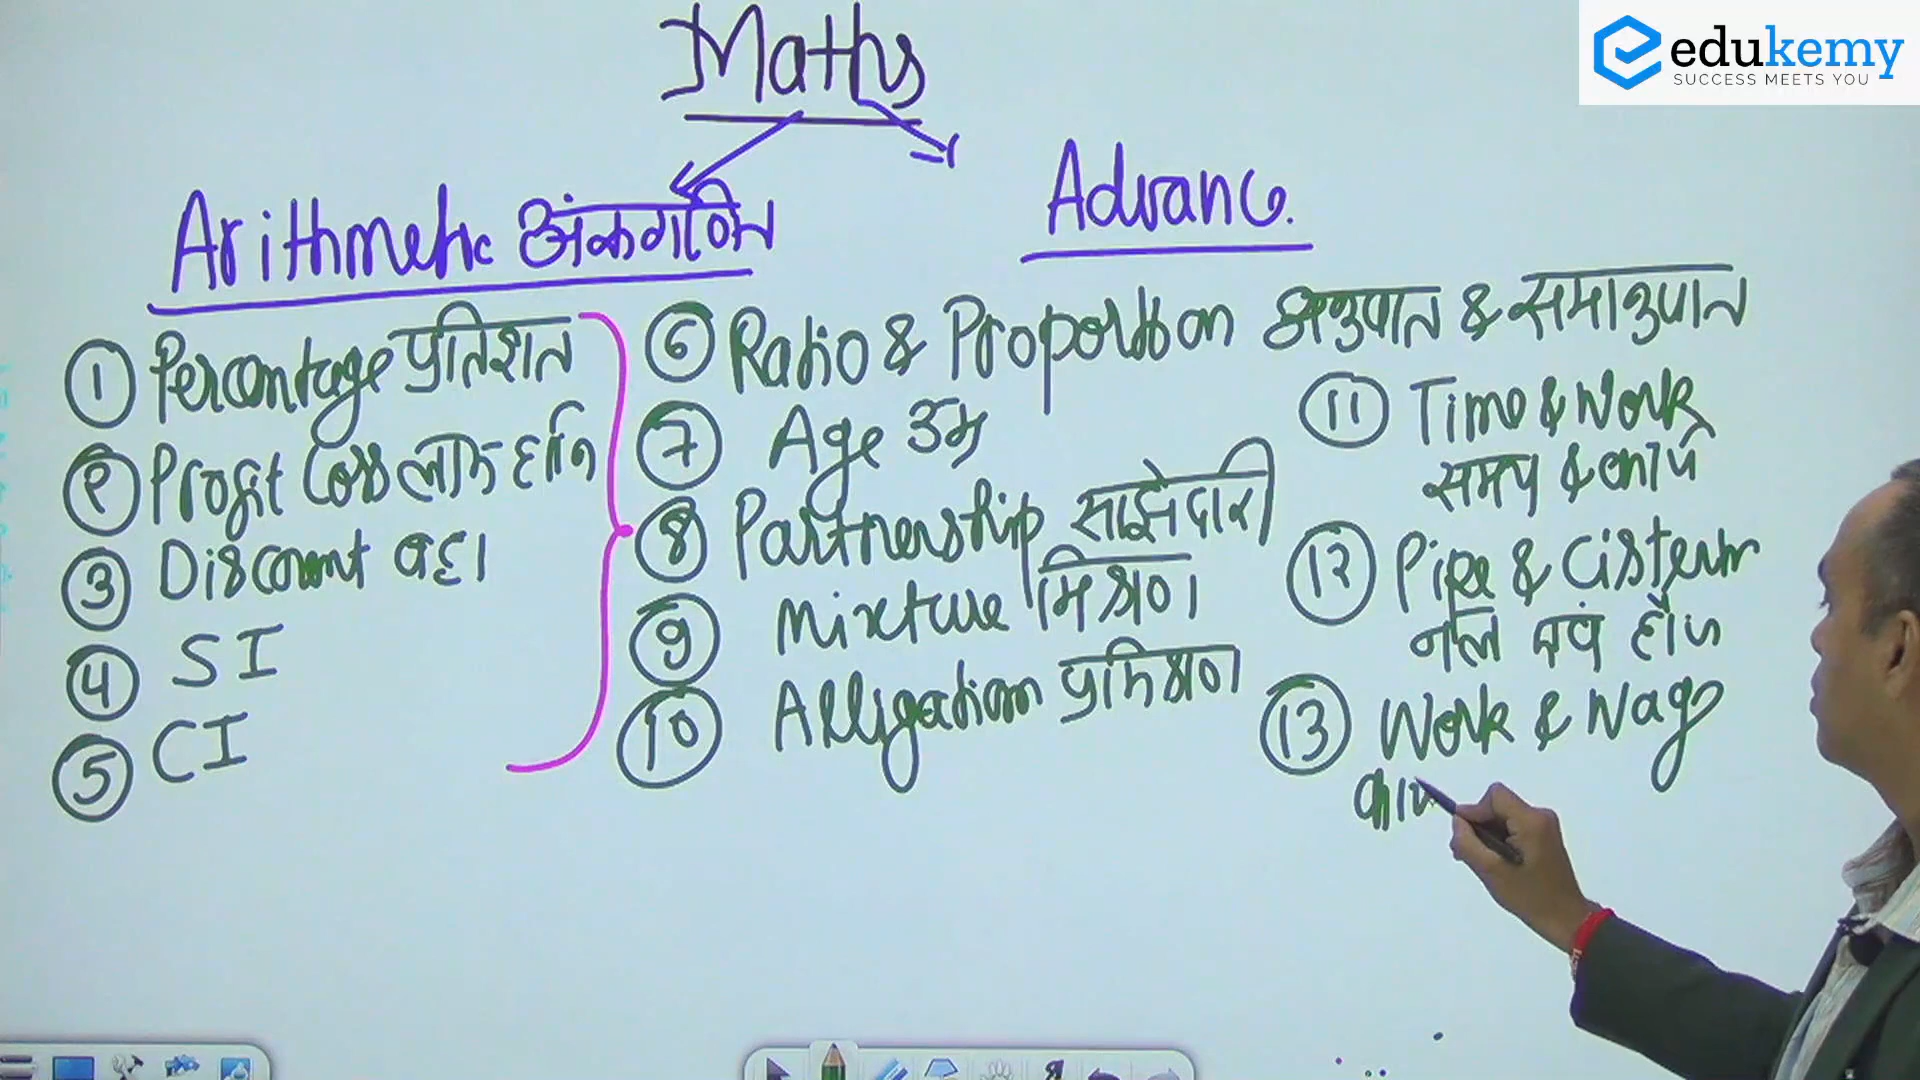 Maths
edukemy
SUCCESS MEETS YOU
Arithmetic अंकगणित
Advance.
① Percentage प्रतिशत
② Profit Loss लाभ हानि
③ Discount बट्टा
④ SI
⑤ CI
⑥ Ratio & Proportion अनुपात & समानुपात
⑦ Age उम्र
⑧ Partnership साझेदारी
⑨ Mixture मिश्रण
⑩ Alligation प्रमिश्रण
⑪ Time & Work
समय & कार्य
⑫ Pipe & Cistern
नल एवं हौज
⑬ Work & Wage